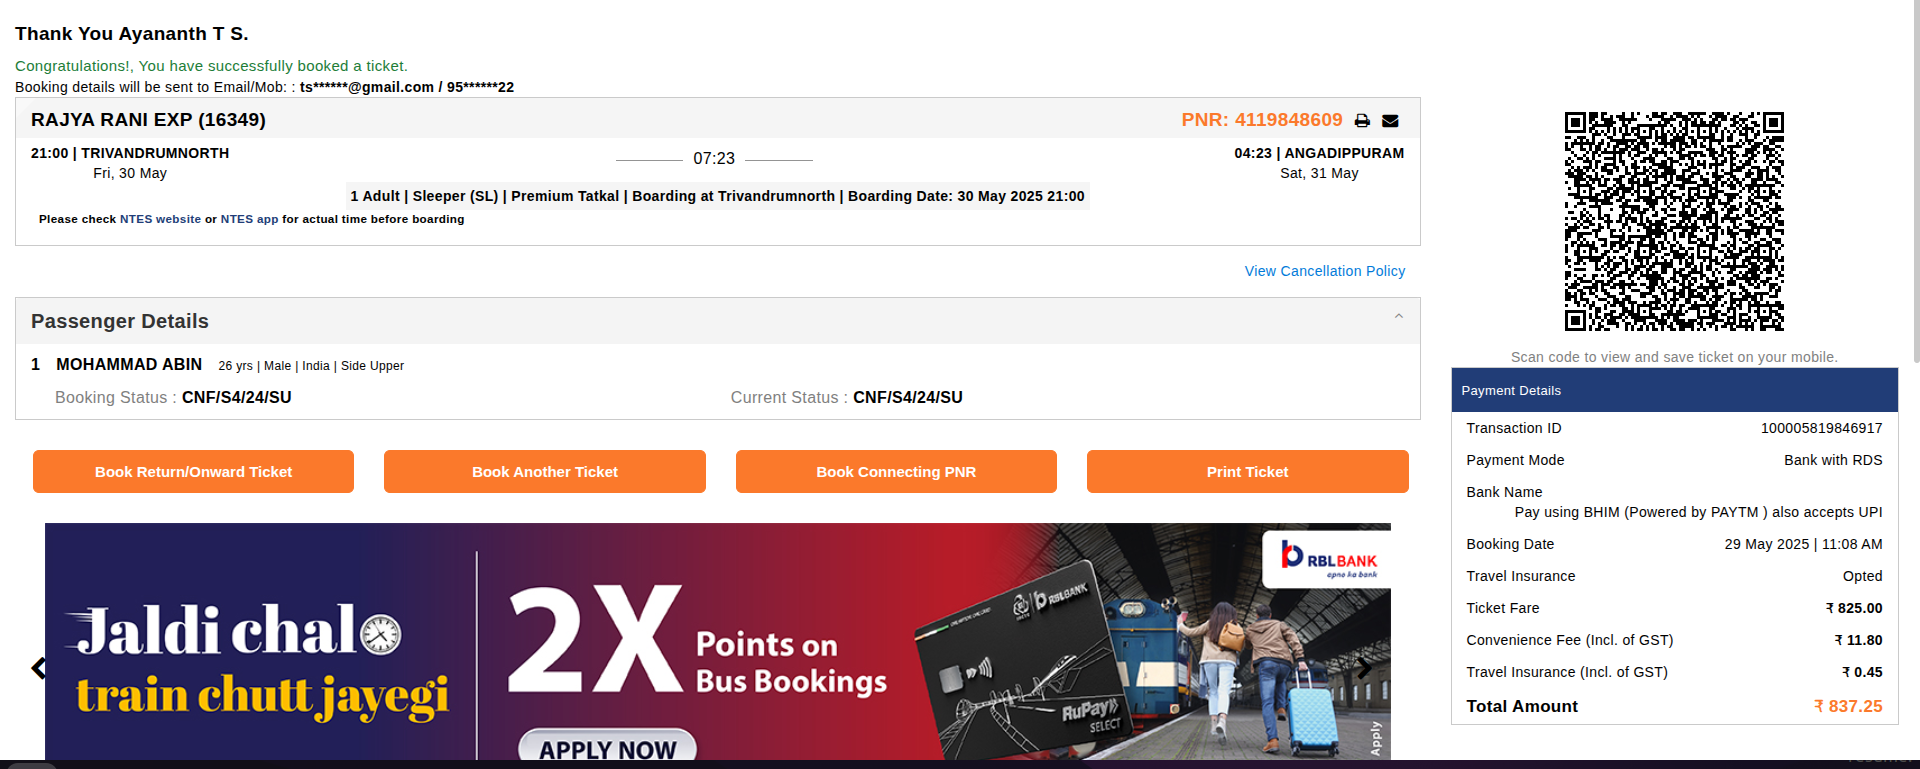 Thank You Ayananth T S.
Congratulations!, You have successfully booked a ticket.
Booking details will be sent to Email/Mob: : ts******@gmail.com / 95******22
RAJYA RANI EXP (16349)
PNR: 4119848609
21:00 | TRIVANDRUMNORTH
Fri, 30 May
07:23
04:23 | ANGADIPPURAM
Sat, 31 May
1 Adult | Sleeper (SL) | Premium Tatkal | Boarding at Trivandrumnorth | Boarding Date: 30 May 2025 21:00
Please check NTES website or NTES app for actual time before boarding
View Cancellation Policy
Passenger Details
1 MOHAMMAD ABIN 26 yrs | Male | India | Side Upper
Booking Status : CNF/S4/24/SU
Current Status : CNF/S4/24/SU
Book Return/Onward Ticket
Book Another Ticket
Book Connecting PNR
Print Ticket
Jaldi chalo
train chutt jayegi
2X
Points on
Bus Bookings
APPLY NOW
RBLBANK
RuPay
SELECT
RBLBANK
apno ka bank
Apply
Scan code to view and save ticket on your mobile.
Payment Details
Transaction ID 100005819846917
Payment Mode Bank with RDS
Bank Name
Pay using BHIM (Powered by PAYTM ) also accepts UPI
Booking Date 29 May 2025 | 11:08 AM
Travel Insurance Opted
Ticket Fare ₹ 825.00
Convenience Fee (Incl. of GST) ₹ 11.80
Travel Insurance (Incl. of GST) ₹ 0.45
Total Amount ₹ 837.25